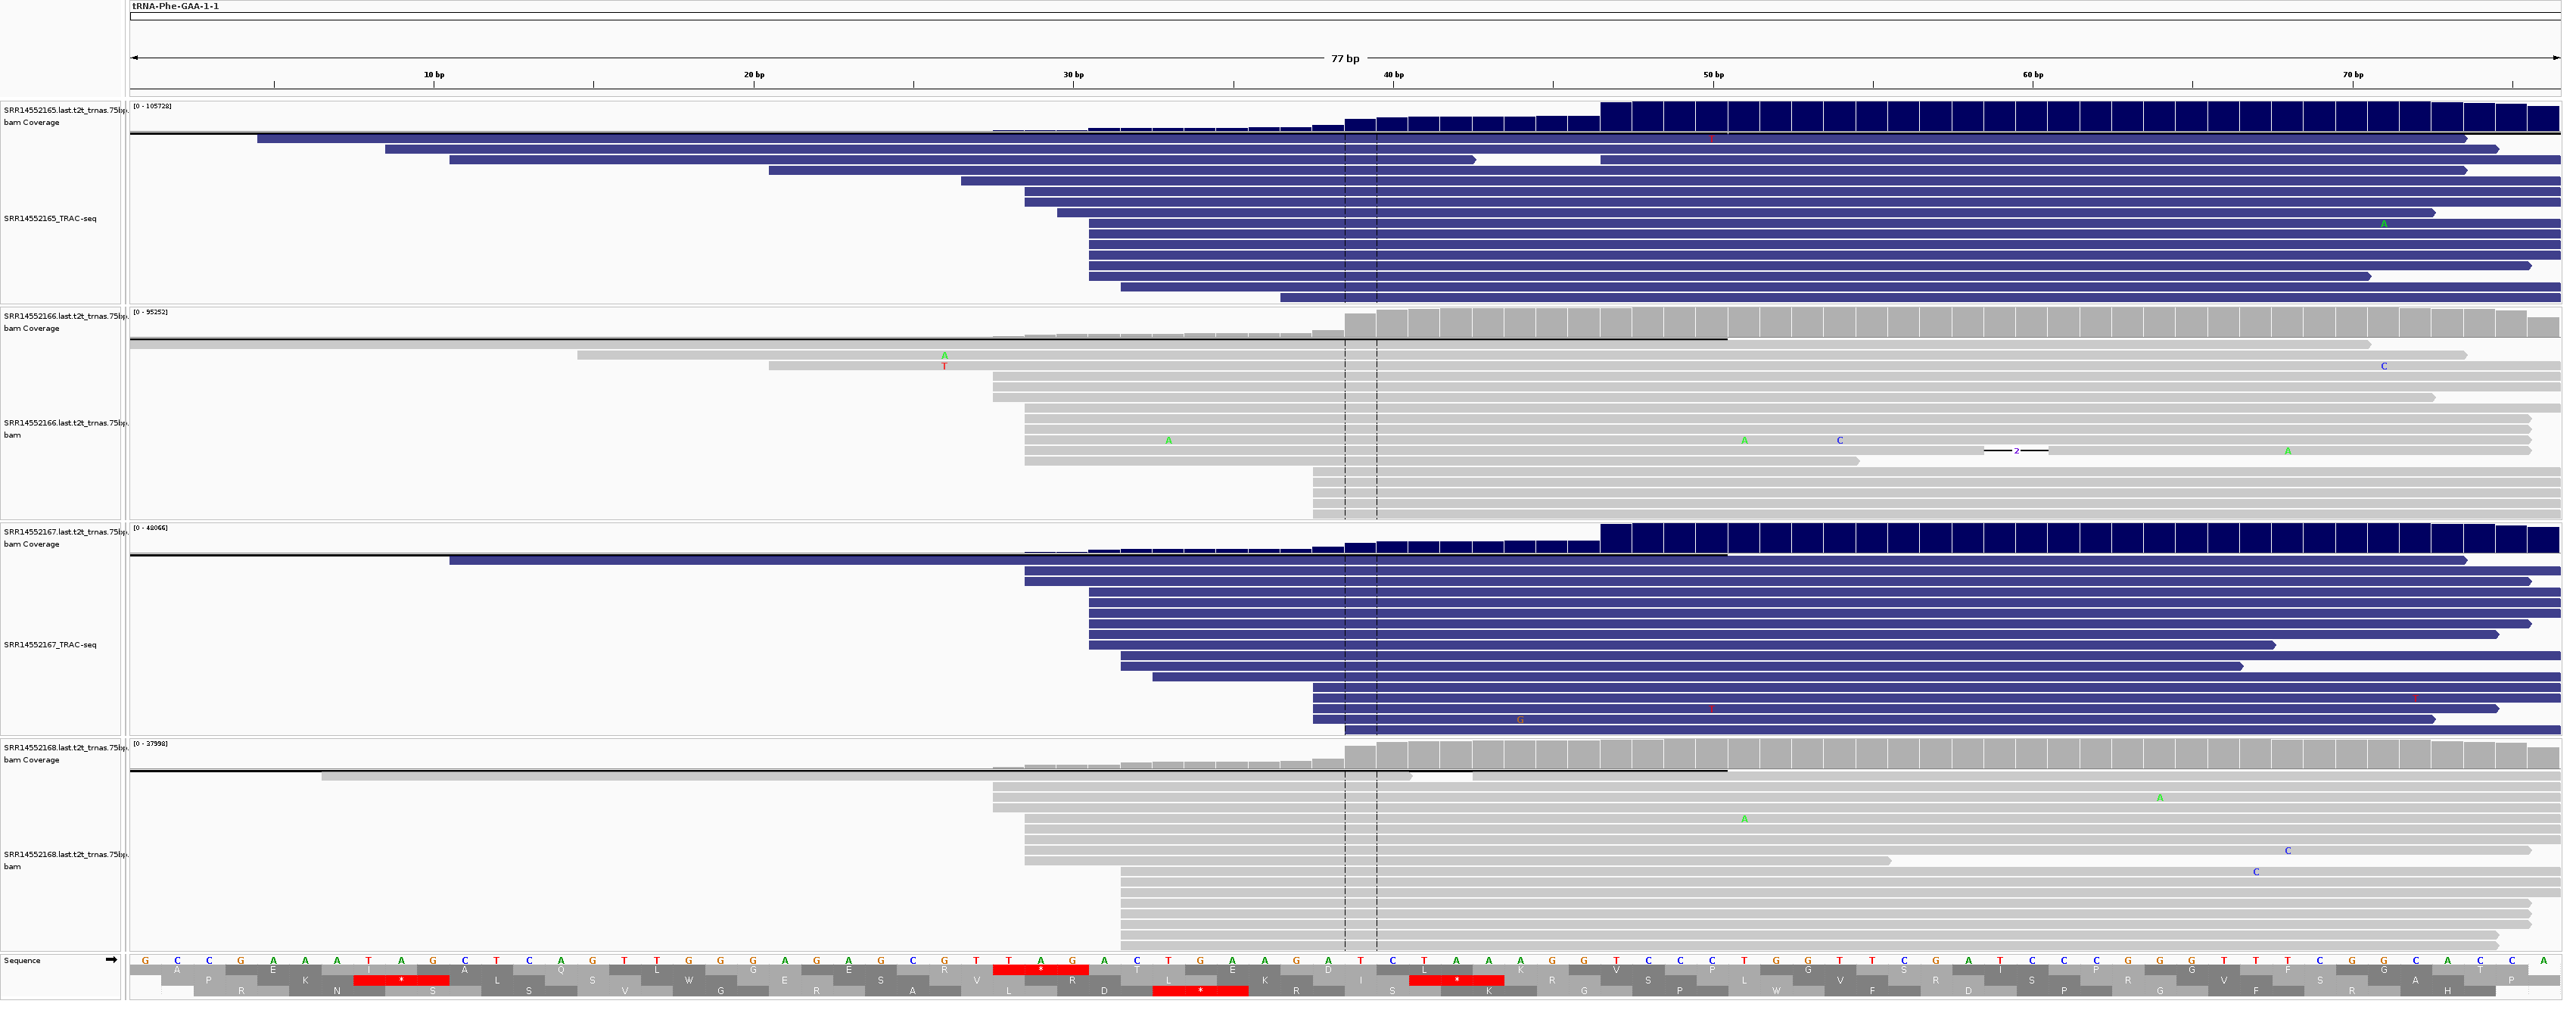 tRNA-Phe-GAA-1-1
77 bp
10 bp 20 bp 30 bp 40 bp 50 bp 60 bp 70 bp
SRR14552165.last.t2t_trnas.75bp.
bam Coverage
[0 - 105728]
SRR14552165_TRAC-seq
T
A
SRR14552166.last.t2t_trnas.75bp.
bam Coverage
[0 - 95252]
A
T C
SRR14552166.last.t2t_trnas.75bp.
bam
A A C
2 A
SRR14552167.last.t2t_trnas.75bp.
bam Coverage
[0 - 48066]
SRR14552167_TRAC-seq
T
T
G
SRR14552168.last.t2t_trnas.75bp.
bam Coverage
[0 - 37998]
A
A
SRR14552168.last.t2t_trnas.75bp.
bam
C
C
Sequence G C C G A A A T A G C T C A G T T G G G A G A G C G T T A G A C T G A A G A T C T A A A G G T C C C T G G T T C G A T C C C G G G T T T C G G C A C C A
A E I A Q L G E R * T E D L K V P G S I P G F G T
P K * L S W E S V R L K I * R S L V R S R V S A P
R N S S V G R A L D * R S K G P W F D P G F R H